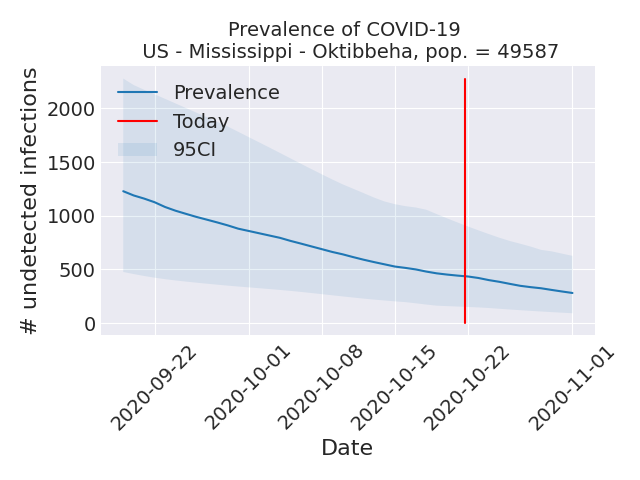 Prevalence of COVID-19
US - Mississippi - Oktibbeha, pop. = 49587
# undetected infections
2000
1500
1000
500
0
Prevalence
Today
95CI
2020-09-22
2020-10-01
2020-10-08
2020-10-15
2020-10-22
2020-11-01
Date